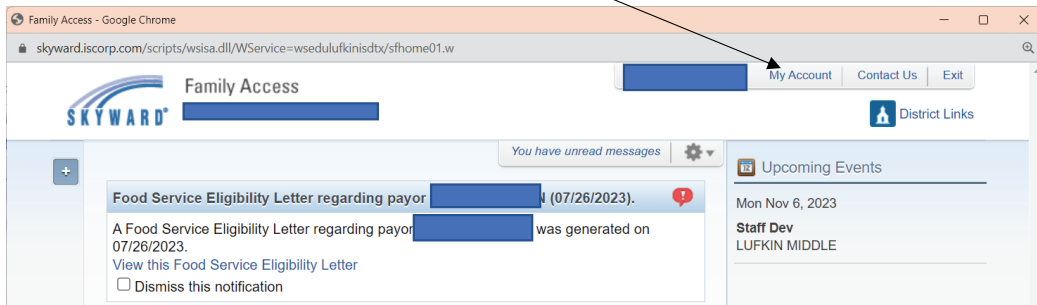 Family Access - Google Chrome
skyward.iscorp.com/scripts/wsisa.dll/WService=wsedulufkinisdtx/sfhome01.w
My Account Contact Us Exit
SKYWARD® Family Access
District Links
You have unread messages
Upcoming Events
Food Service Eligibility Letter regarding payor (07/26/2023).
Mon Nov 6, 2023
A Food Service Eligibility Letter regarding payor was generated on
07/26/2023.
Staff Dev
LUFKIN MIDDLE
View this Food Service Eligibility Letter
Dismiss this notification